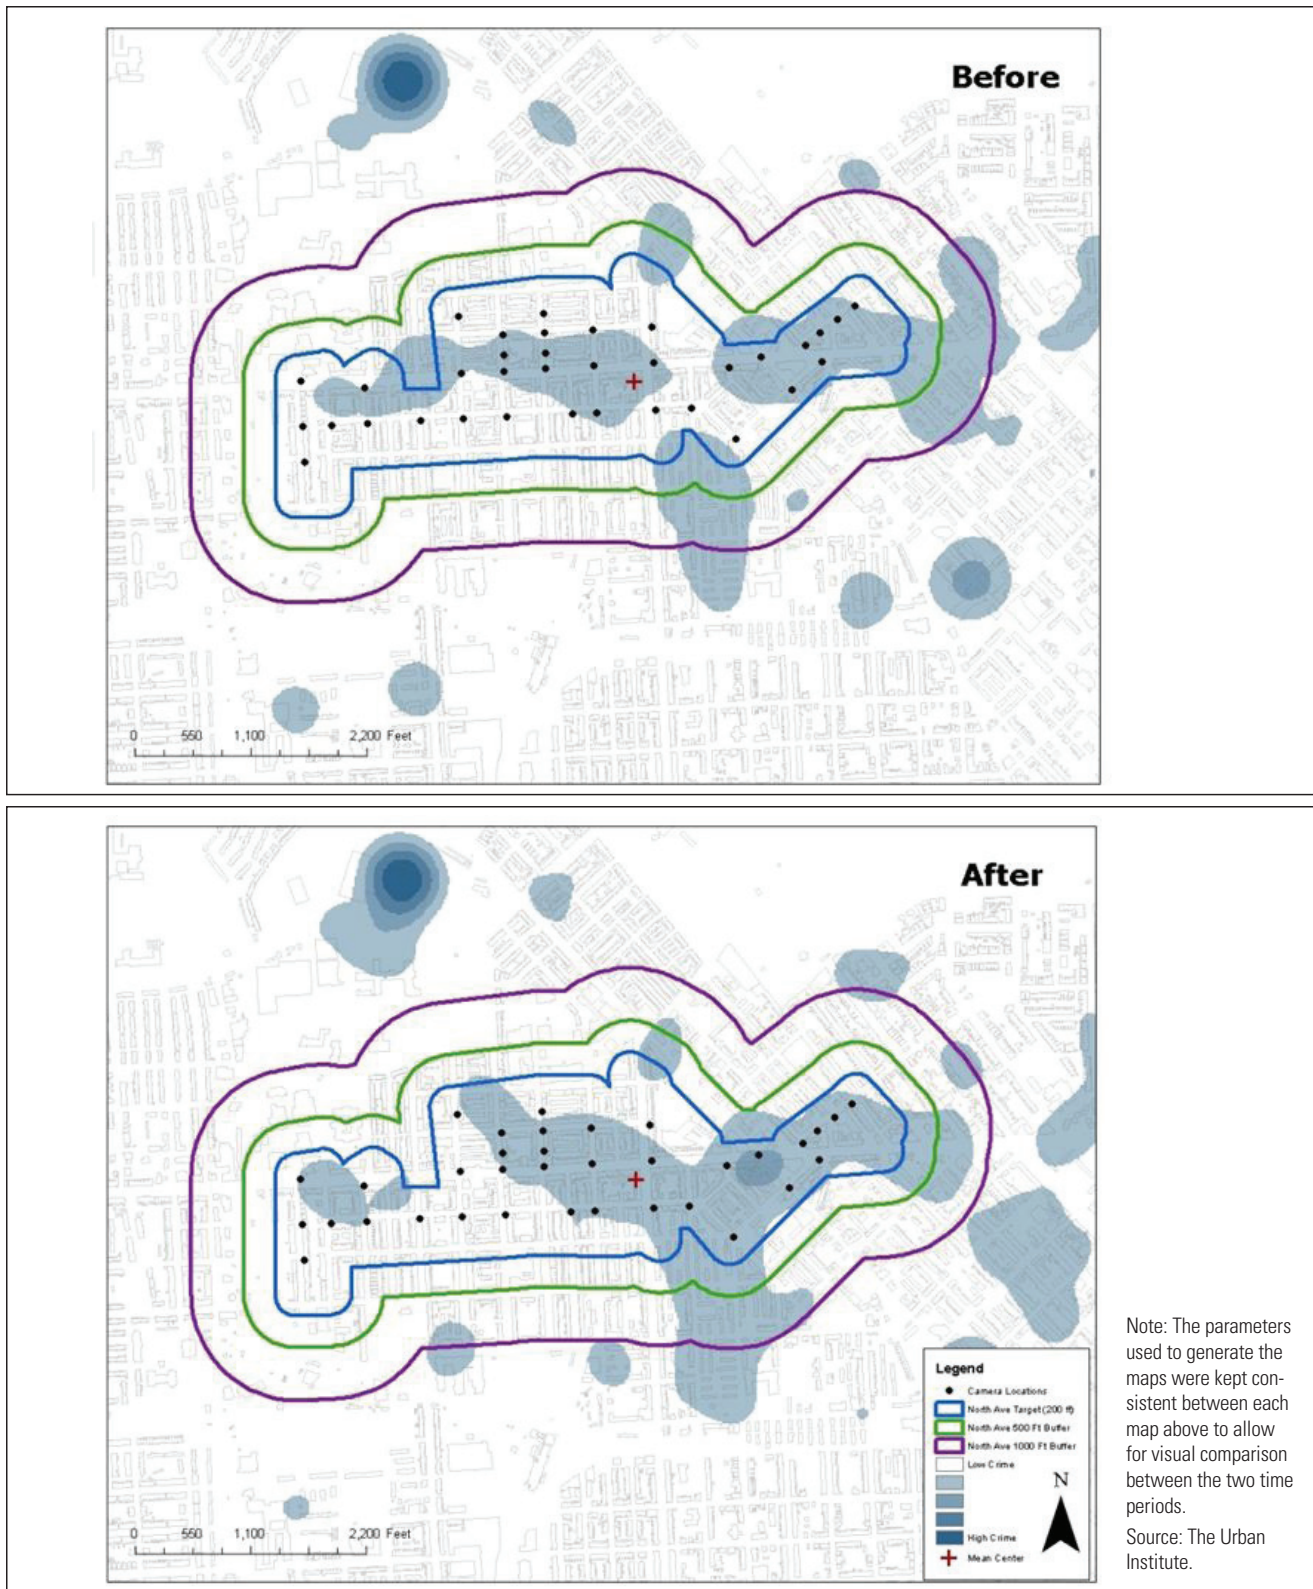 Before
0 550 1,100 2,200 Feet
After
0 550 1,100 2,200 Feet
Legend
Camera Locations
North Ave Target (200 ft)
North Ave 500 Ft Buffer
North Ave 1000 Ft Buffer
Low Crime
High Crime
Mean Center
N
Note: The parameters
used to generate the
maps were kept con-
sistent between each
map above to allow
for visual comparison
between the two time
periods.
Source: The Urban
Institute.